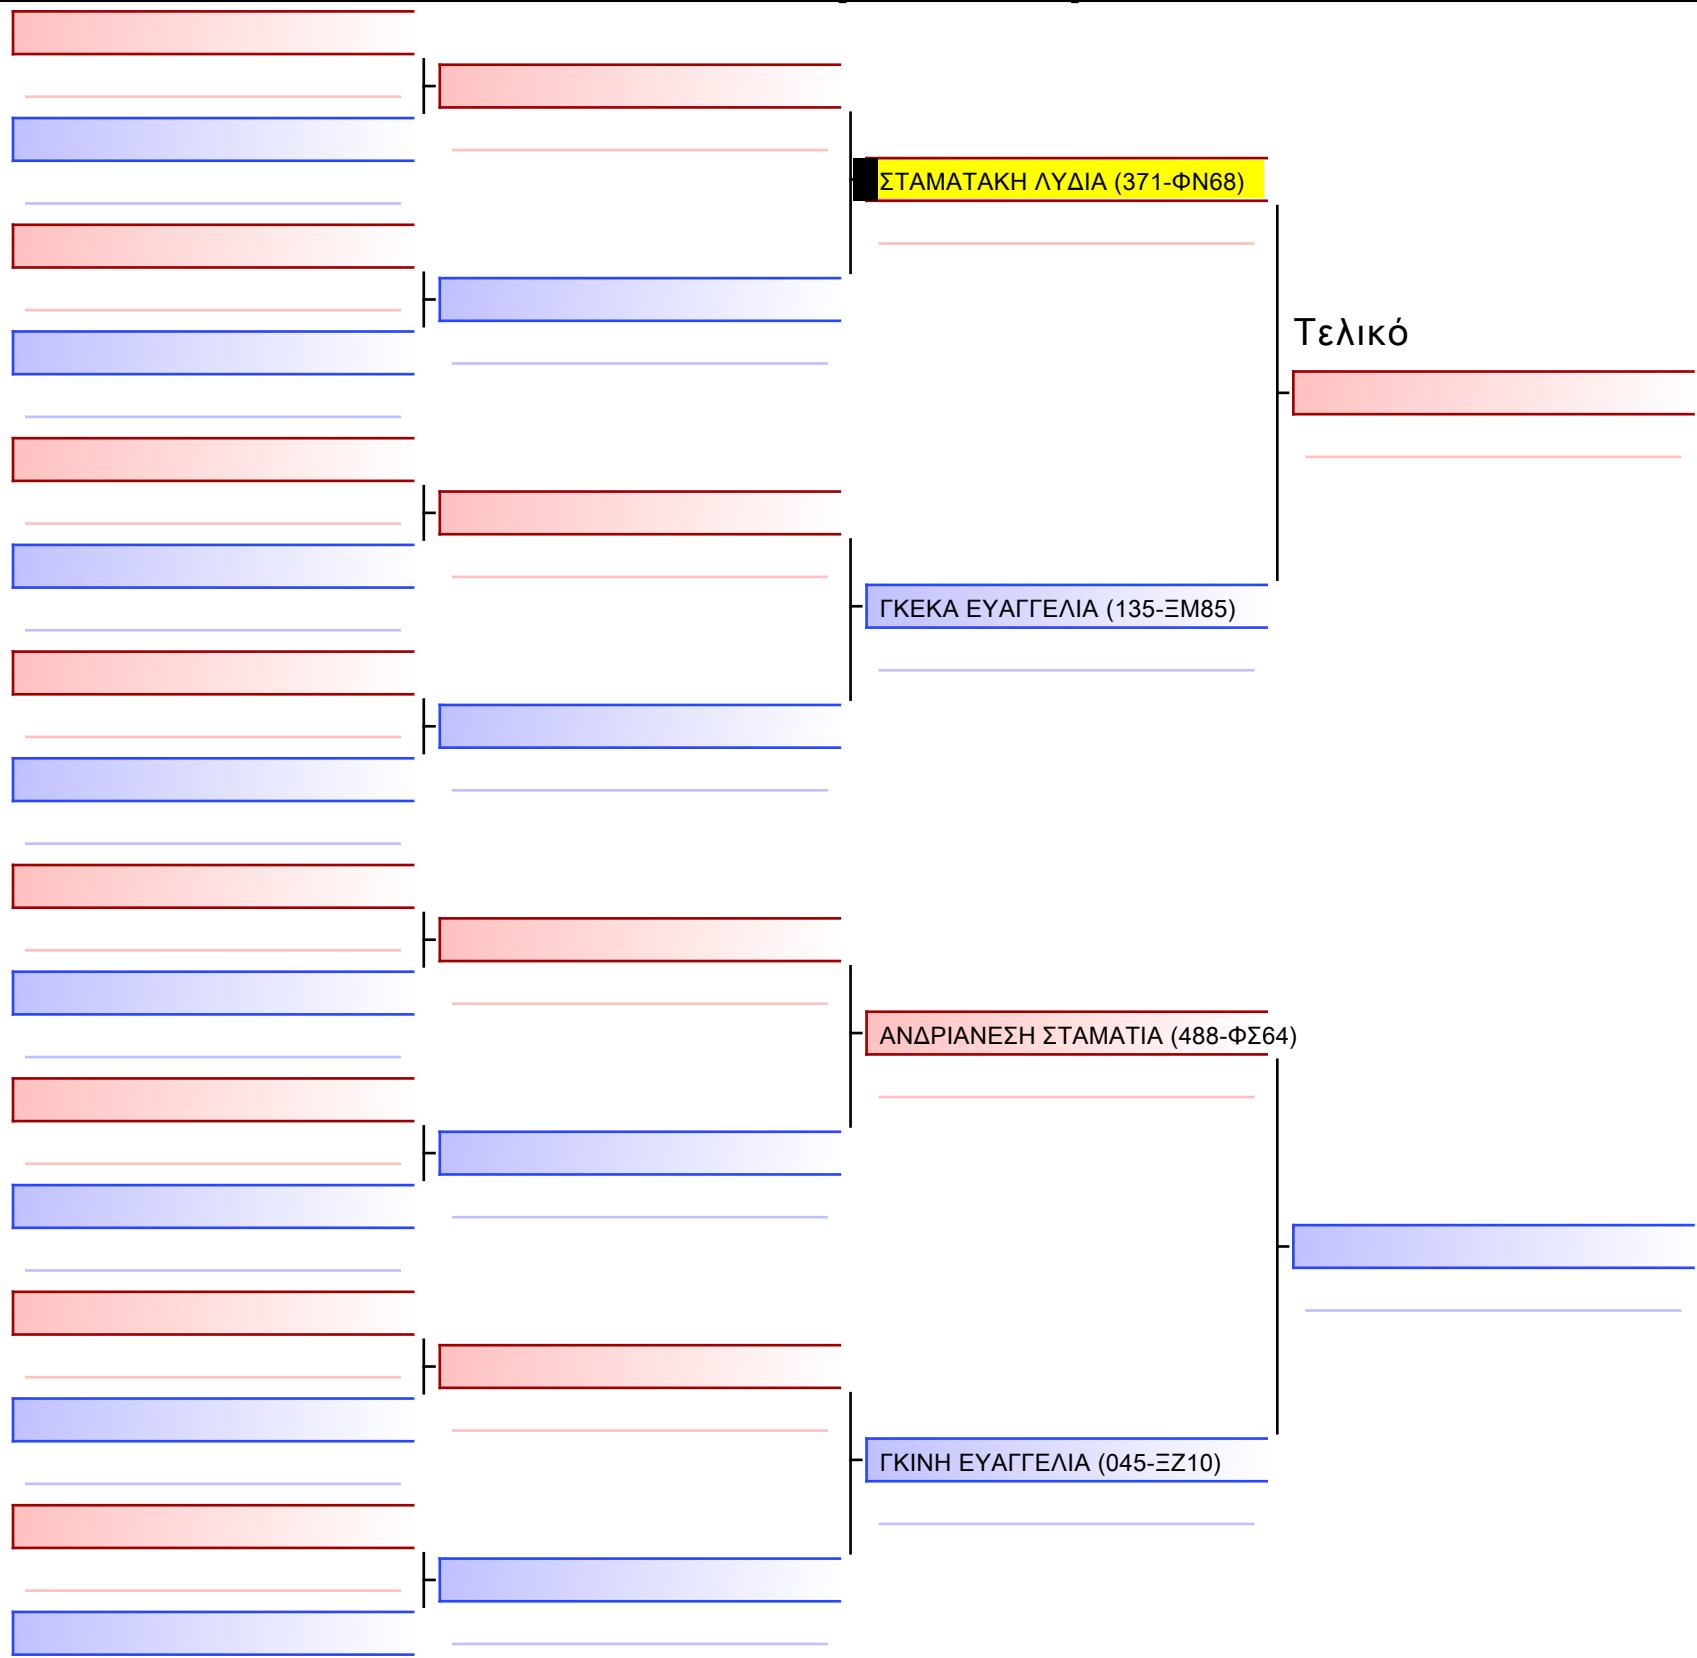 ΣΤΑΜΑΤΑΚΗ ΛΥΔΙΑ (371-ΦΝ68)
Τελικό
ΓΚΕΚΑ ΕΥΑΓΓΕΛΙΑ (135-ΞΜ85)
ΑΝΔΡΙΑΝΕΣΗ ΣΤΑΜΑΤΙΑ (488-ΦΣ64)
ΓΚΙΝΗ ΕΥΑΓΓΕΛΙΑ (045-ΞΖ10)